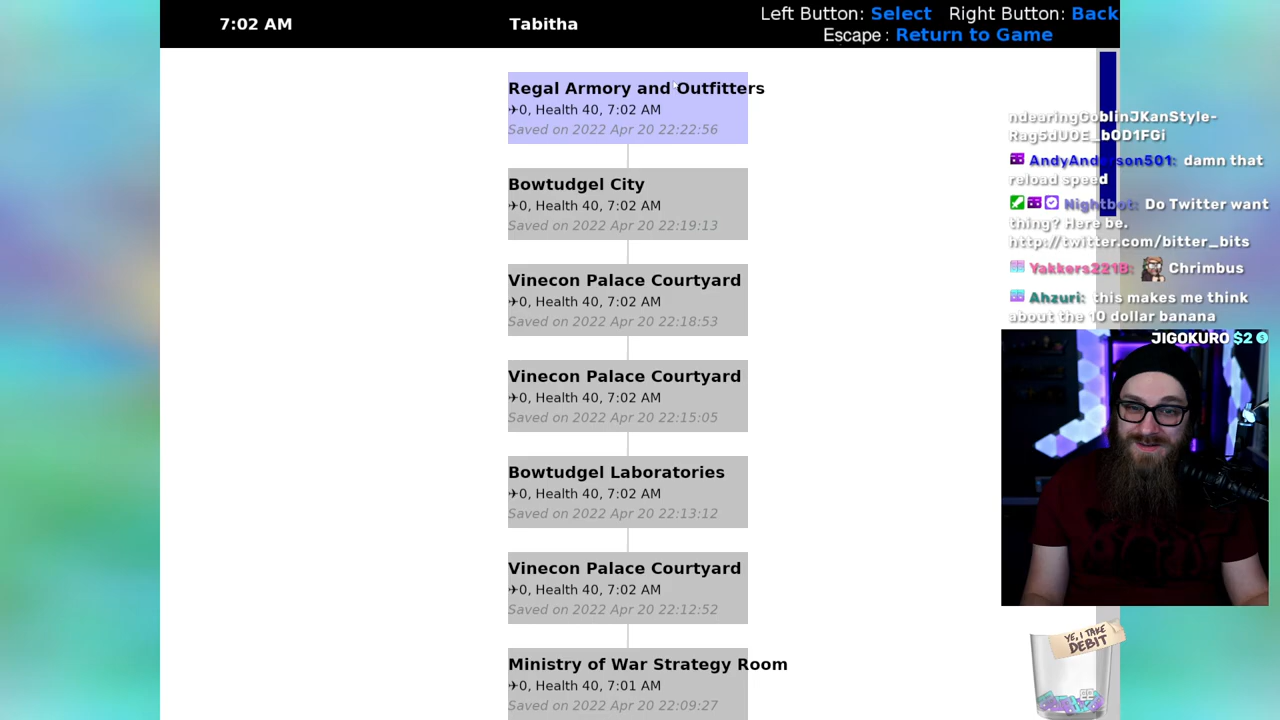 7:02 AM
Tabitha
Left Button: Select Right Button: Back
Escape : Return to Game
Regal Armory and Outfitters
✈0, Health 40, 7:02 AM
Saved on 2022 Apr 20 22:22:56
Bowtudgel City
✈0, Health 40, 7:02 AM
Saved on 2022 Apr 20 22:19:13
Vinecon Palace Courtyard
✈0, Health 40, 7:02 AM
Saved on 2022 Apr 20 22:18:53
Vinecon Palace Courtyard
✈0, Health 40, 7:02 AM
Saved on 2022 Apr 20 22:15:05
Bowtudgel Laboratories
✈0, Health 40, 7:02 AM
Saved on 2022 Apr 20 22:13:12
Vinecon Palace Courtyard
✈0, Health 40, 7:02 AM
Saved on 2022 Apr 20 22:12:52
Ministry of War Strategy Room
✈0, Health 40, 7:01 AM
Saved on 2022 Apr 20 22:09:27
ndearingGoblinJKanStyle-
AndyAnderson501: damn that
reload speed
Nightbot: Do Twitter want
thing? Here be.
http://twitter.com/bitter_bits
Yakkers221B: Chrimbus
Ahzuri: this makes me think
about the 10 dollar banana
JIGOKURO $2
YE, I TAKE
DEBIT